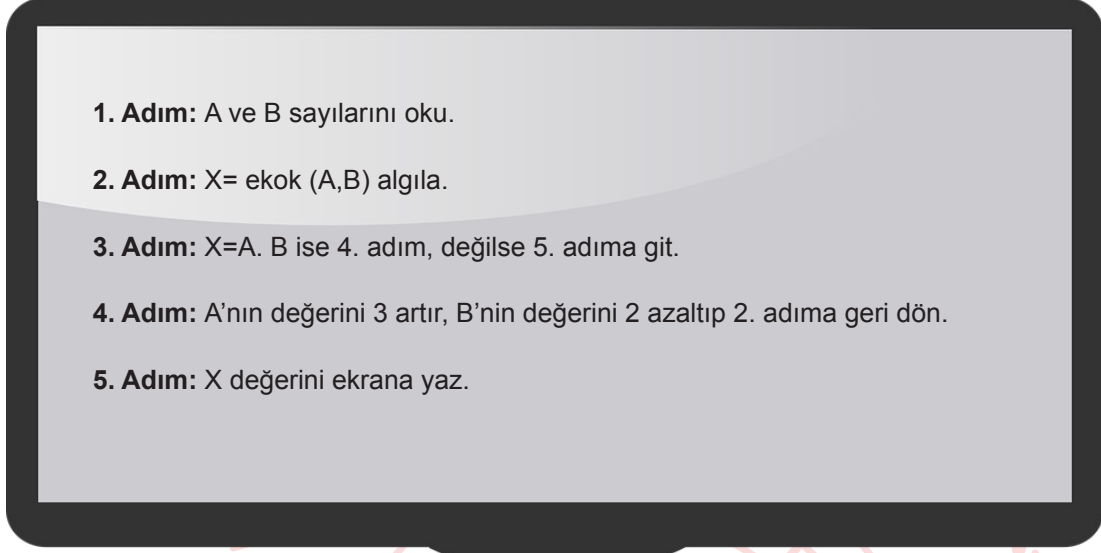 1. Adım: A ve B sayılarını oku.
2. Adım: X= ekok (A,B) algıla.
3. Adım: X=A. B ise 4. adım, değilse 5. adıma git.
4. Adım: A’nın değerini 3 artır, B’nin değerini 2 azaltıp 2. adıma geri dön.
5. Adım: X değerini ekrana yaz.